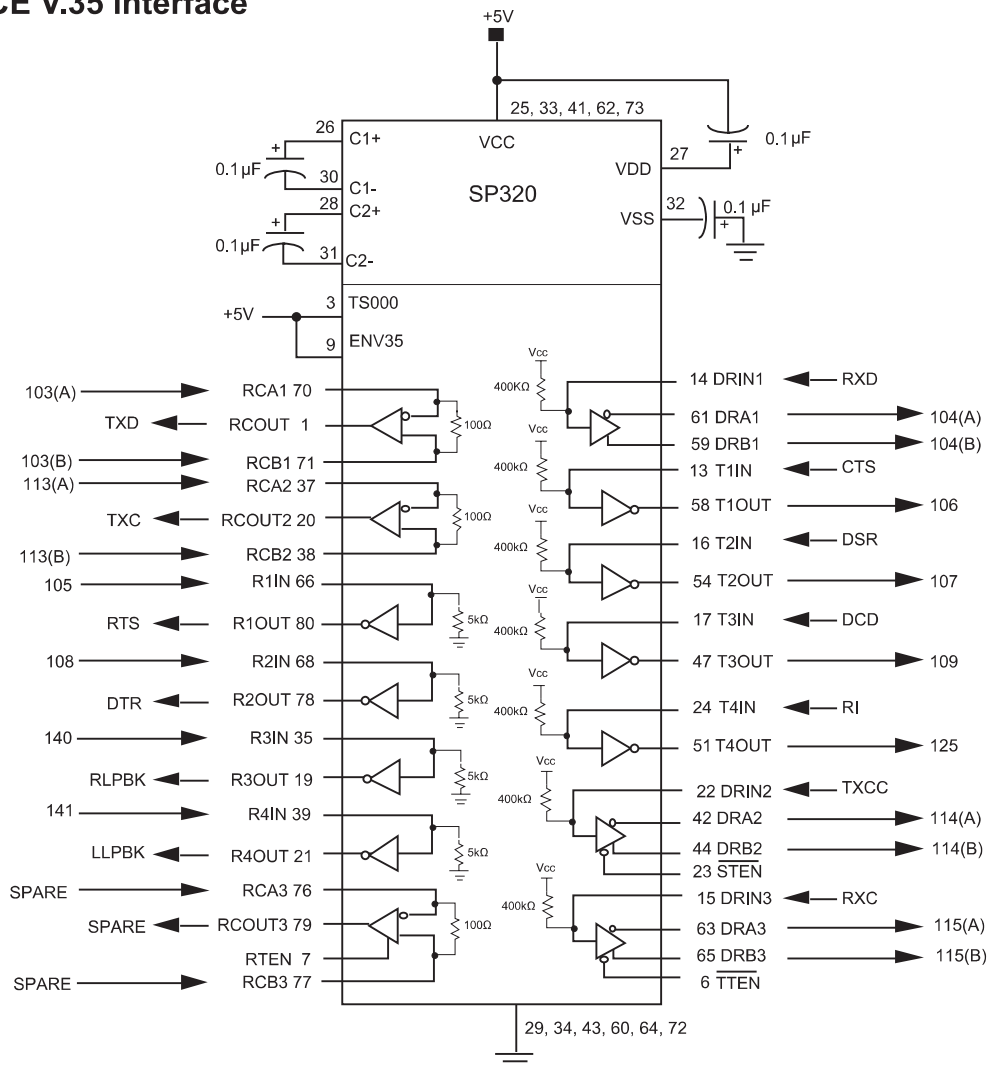 CE V.35 Interface
+5V
25, 33, 41, 62, 73
VCC
SP320
26
C1+
+
0.1µF
30
C1-
28
C2+
+
0.1µF
31
C2-
VDD
27
+
0.1µF
VSS
32
0.1 µF
+
3
TS000
+5V
9
ENV35
103(A)
RCA1 70
TXD
RCOUT 1
100Ω
103(B)
RCB1 71
113(A)
RCA2 37
TXC
RCOUT2 20
100Ω
113(B)
RCB2 38
105
R1IN 66
RTS
R1OUT 80
5kΩ
108
R2IN 68
DTR
R2OUT 78
5kΩ
140
R3IN 35
RLPBK
R3OUT 19
5kΩ
141
R4IN 39
LLPBK
R4OUT 21
5kΩ
SPARE
RCA3 76
SPARE
RCOUT3 79
100Ω
RTEN 7
SPARE
RCB3 77
Vcc
400KΩ
14 DRIN1
RXD
61 DRA1
104(A)
59 DRB1
104(B)
Vcc
400kΩ
13 T1IN
CTS
58 T1OUT
106
Vcc
400kΩ
16 T2IN
DSR
54 T2OUT
107
Vcc
400kΩ
17 T3IN
DCD
47 T3OUT
109
Vcc
400kΩ
24 T4IN
RI
51 T4OUT
125
Vcc
400kΩ
22 DRIN2
TXCC
42 DRA2
114(A)
44 DRB2
114(B)
23 STEN
Vcc
400kΩ
15 DRIN3
RXC
63 DRA3
115(A)
65 DRB3
115(B)
6 TTEN
29, 34, 43, 60, 64, 72